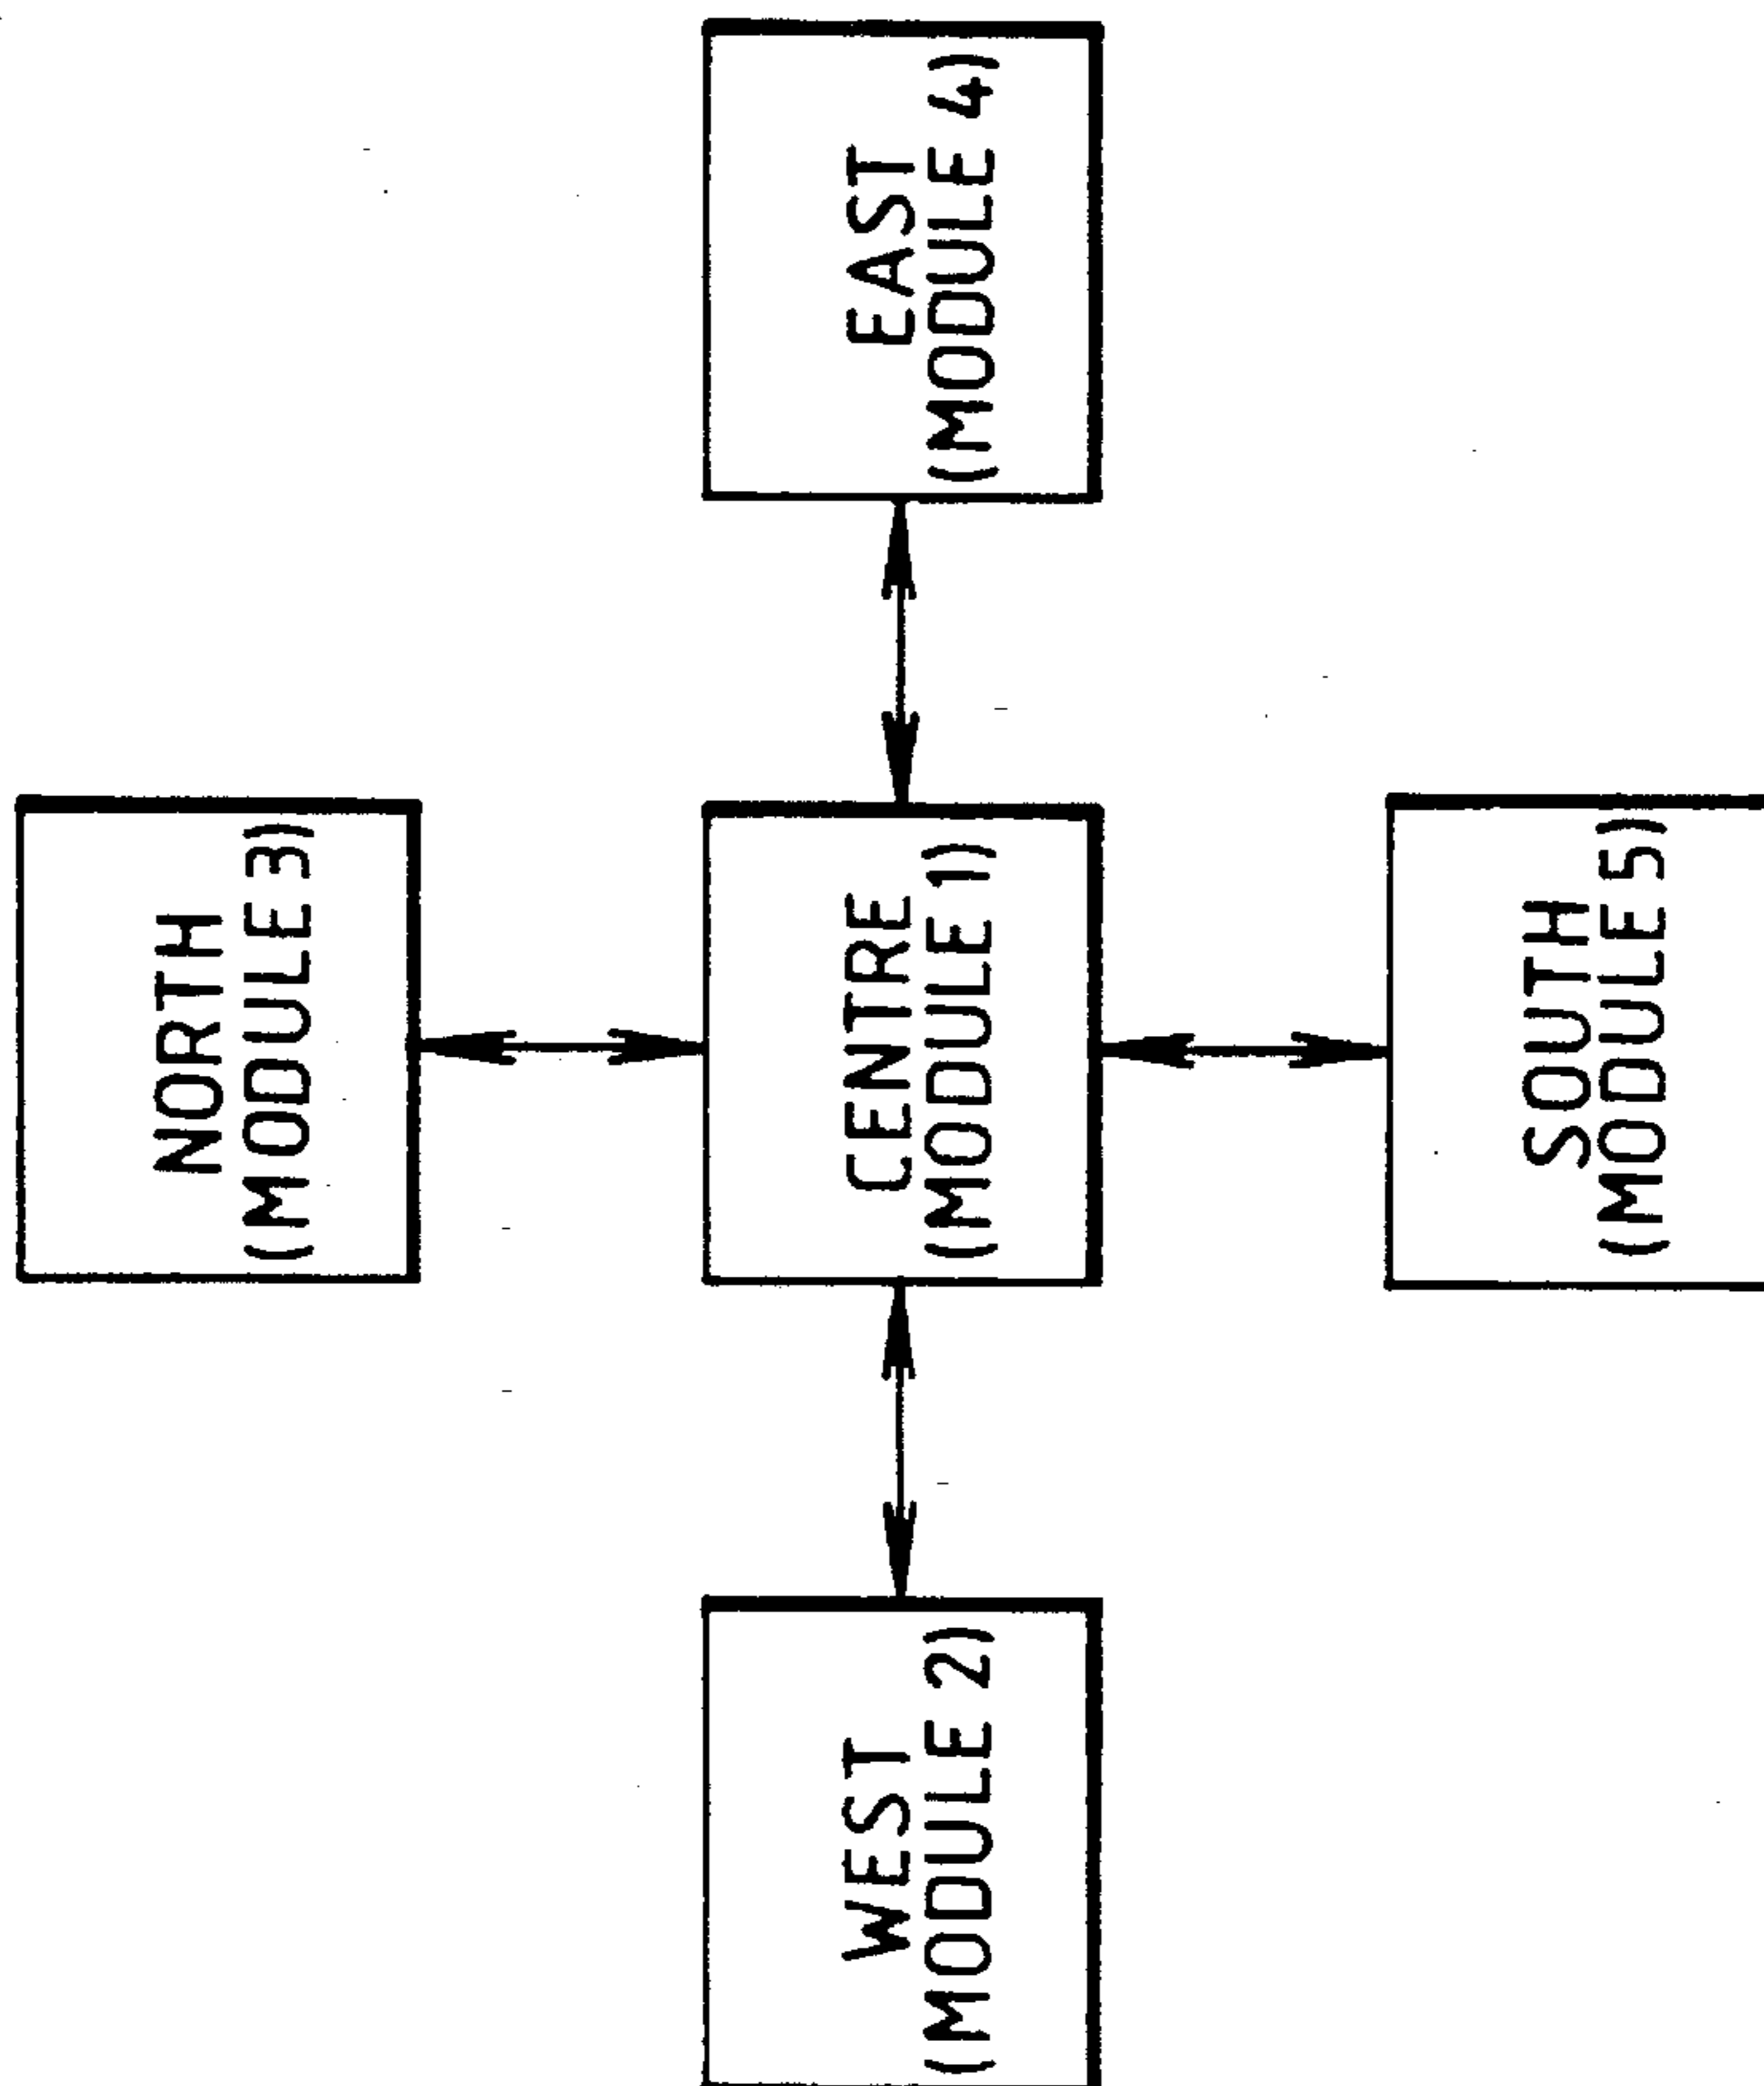 NORTH
(MODULE 3)
WEST
(MODULE 2)
CENTRE
(MODULE 1)
EAST
(MODULE 4)
SOUTH
(MODULE 5)